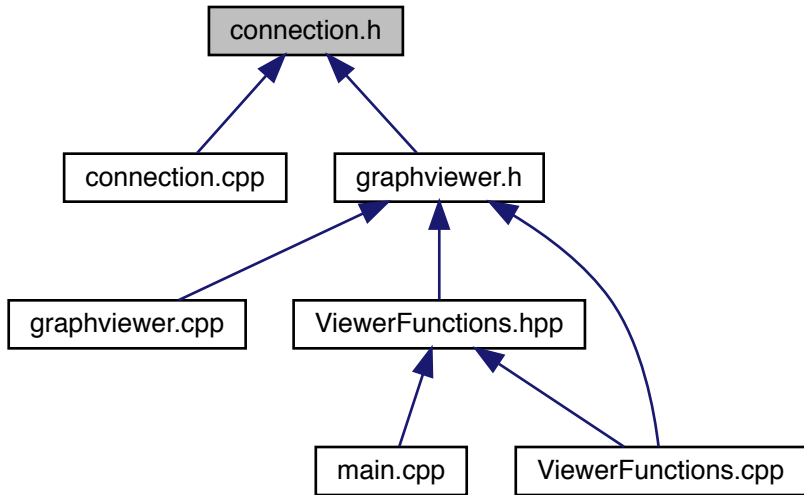 connection.h
connection.cpp
graphviewer.h
graphviewer.cpp
ViewerFunctions.hpp
main.cpp
ViewerFunctions.cpp